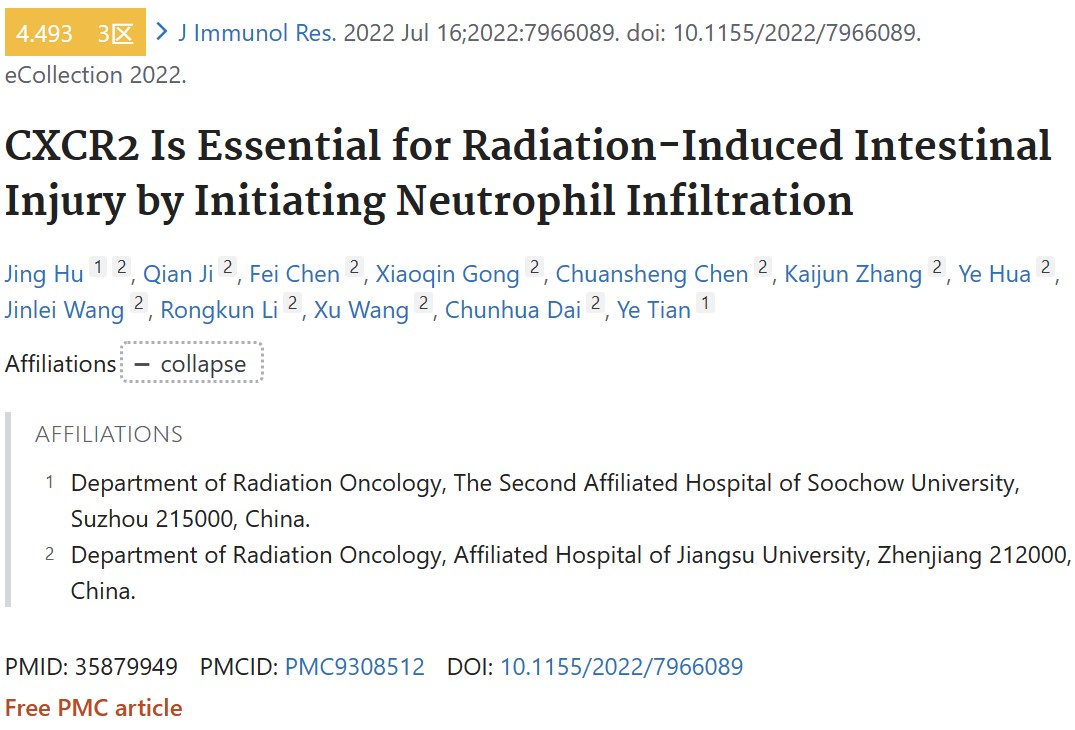 4.493 3区 > J Immunol Res. 2022 Jul 16;2022:7966089. doi: 10.1155/2022/7966089.
eCollection 2022.
CXCR2 Is Essential for Radiation-Induced Intestinal
Injury by Initiating Neutrophil Infiltration
Jing Hu 1 2, Qian Ji 2, Fei Chen 2, Xiaoqin Gong 2, Chuansheng Chen 2, Kaijun Zhang 2, Ye Hua 2,
Jinlei Wang 2, Rongkun Li 2, Xu Wang 2, Chunhua Dai 2, Ye Tian 1
Affiliations — collapse
AFFILIATIONS
1 Department of Radiation Oncology, The Second Affiliated Hospital of Soochow University,
Suzhou 215000, China.
2 Department of Radiation Oncology, Affiliated Hospital of Jiangsu University, Zhenjiang 212000,
China.
PMID: 35879949 PMCID: PMC9308512 DOI: 10.1155/2022/7966089
Free PMC article